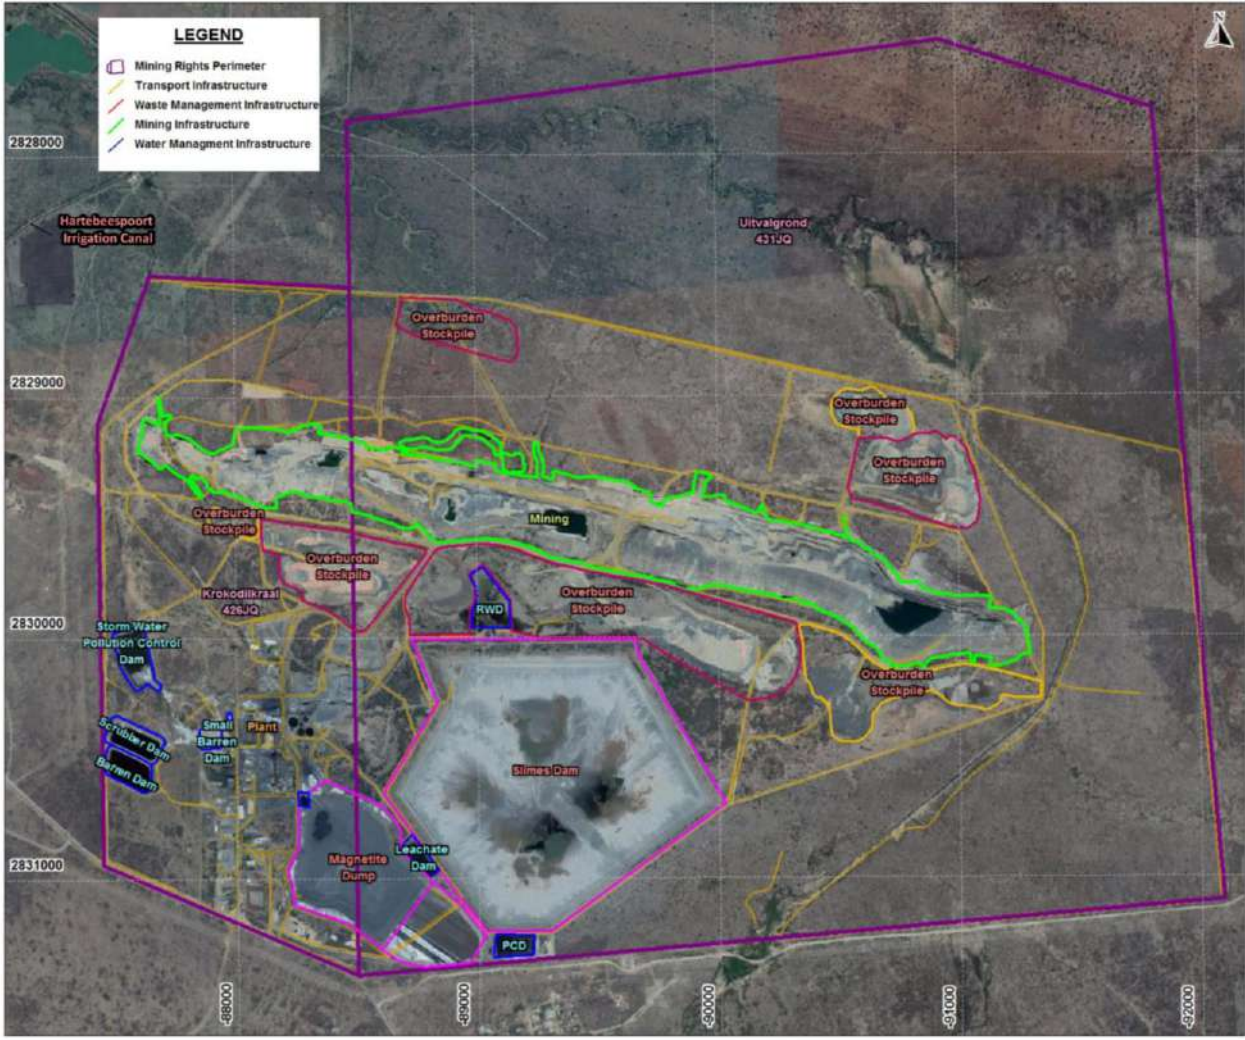 N
LEGEND
Mining Rights Perimeter
Transport Infrastructure
Waste Management Infrastructure
Mining Infrastructure
Water Managment Infrastructure
2828000
Hartebeespoort
Irrigation Canal
Uitvalgrond
431JQ
Overburden
Stockpile
2829000
Overburden
Stockpile
Overburden
Stockpile
Overburden
Stockpile
Mining
Overburden
Stockpile
Krokodilkraal
426JQ
RWD
Overburden
Stockpile
2830000
Storm Water
Pollution Control
Dam
Overburden
Stockpile
Scrubber Dam
Barren Dam
Small
Barren
Dam
Plant
Slimes Dam
2831000
Magnetite
Dump
Leachate
Dam
PCD
-88000
-89000
-90000
-91000
-92000